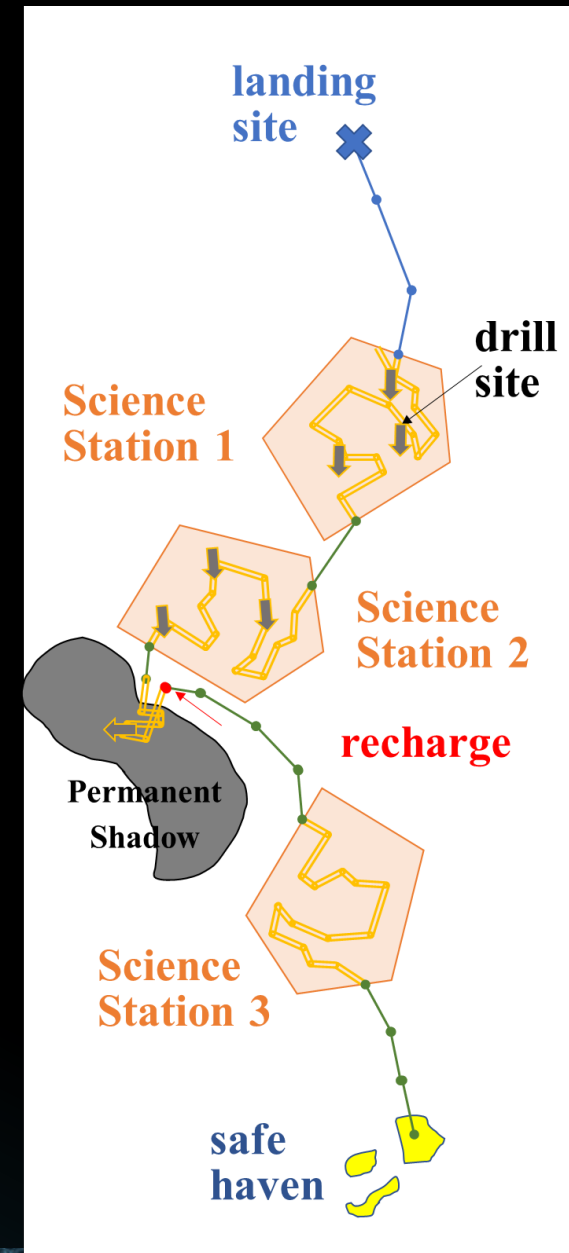 landing
site
drill
site
Science
Station 1
Science
Station 2
recharge
Permanent
Shadow
Science
Station 3
safe
haven